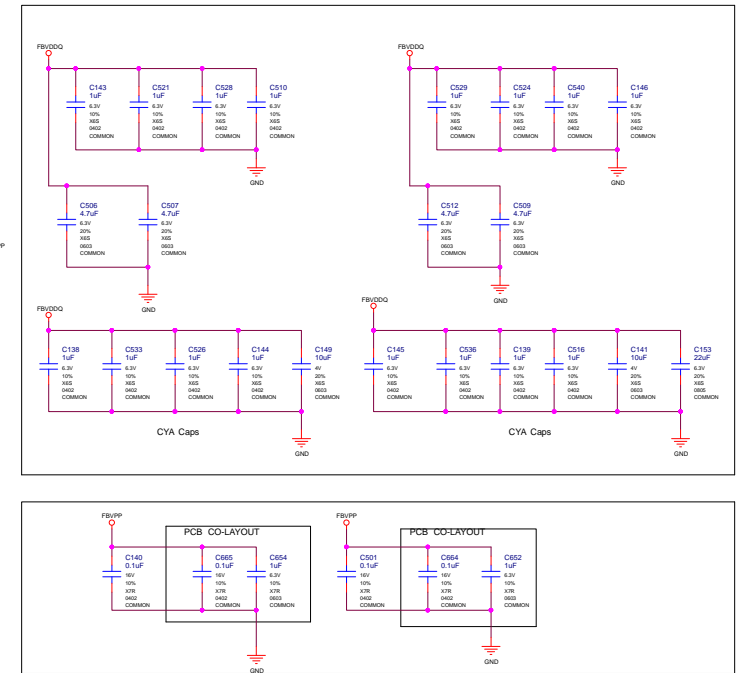 FBVDDQ
C143
1uF
6.3V
10%
X6S
0402
COMMON
C521
1uF
6.3V
10%
X6S
0402
COMMON
C528
1uF
6.3V
10%
X6S
0402
COMMON
C510
1uF
6.3V
10%
X6S
0402
COMMON
GND
C506
4.7uF
6.3V
20%
X6S
0603
COMMON
C507
4.7uF
6.3V
20%
X6S
0603
COMMON
GND
FBVDDQ
C529
1uF
6.3V
10%
X6S
0402
COMMON
C524
1uF
6.3V
10%
X6S
0402
COMMON
C540
1uF
6.3V
10%
X6S
0402
COMMON
C146
1uF
6.3V
10%
X6S
0402
COMMON
GND
C512
4.7uF
6.3V
20%
X6S
0603
COMMON
C509
4.7uF
6.3V
20%
X6S
0603
COMMON
GND
FBVDDQ
C138
1uF
6.3V
10%
X6S
0402
COMMON
C533
1uF
6.3V
10%
X6S
0402
COMMON
C526
1uF
6.3V
10%
X6S
0402
COMMON
C144
1uF
6.3V
10%
X6S
0402
COMMON
C149
10uF
4V
20%
X6S
0603
COMMON
CYA Caps
GND
FBVDDQ
C145
1uF
6.3V
10%
X6S
0402
COMMON
C536
1uF
6.3V
10%
X6S
0402
COMMON
C139
1uF
6.3V
10%
X6S
0402
COMMON
C516
1uF
6.3V
10%
X6S
0402
COMMON
C141
10uF
4V
20%
X6S
0603
COMMON
C153
22uF
6.3V
20%
X6S
0805
COMMON
CYA Caps
GND
FBVPP
PCB CO-LAYOUT
C140
0.1uF
16V
10%
X7R
0402
COMMON
C665
0.1uF
16V
10%
X7R
0402
COMMON
C654
1uF
6.3V
10%
X7R
0603
COMMON
GND
FBVPP
PCB CO-LAYOUT
C501
0.1uF
16V
10%
X7R
0402
COMMON
C664
0.1uF
16V
10%
X7R
0402
COMMON
C652
1uF
6.3V
10%
X7R
0603
COMMON
GND